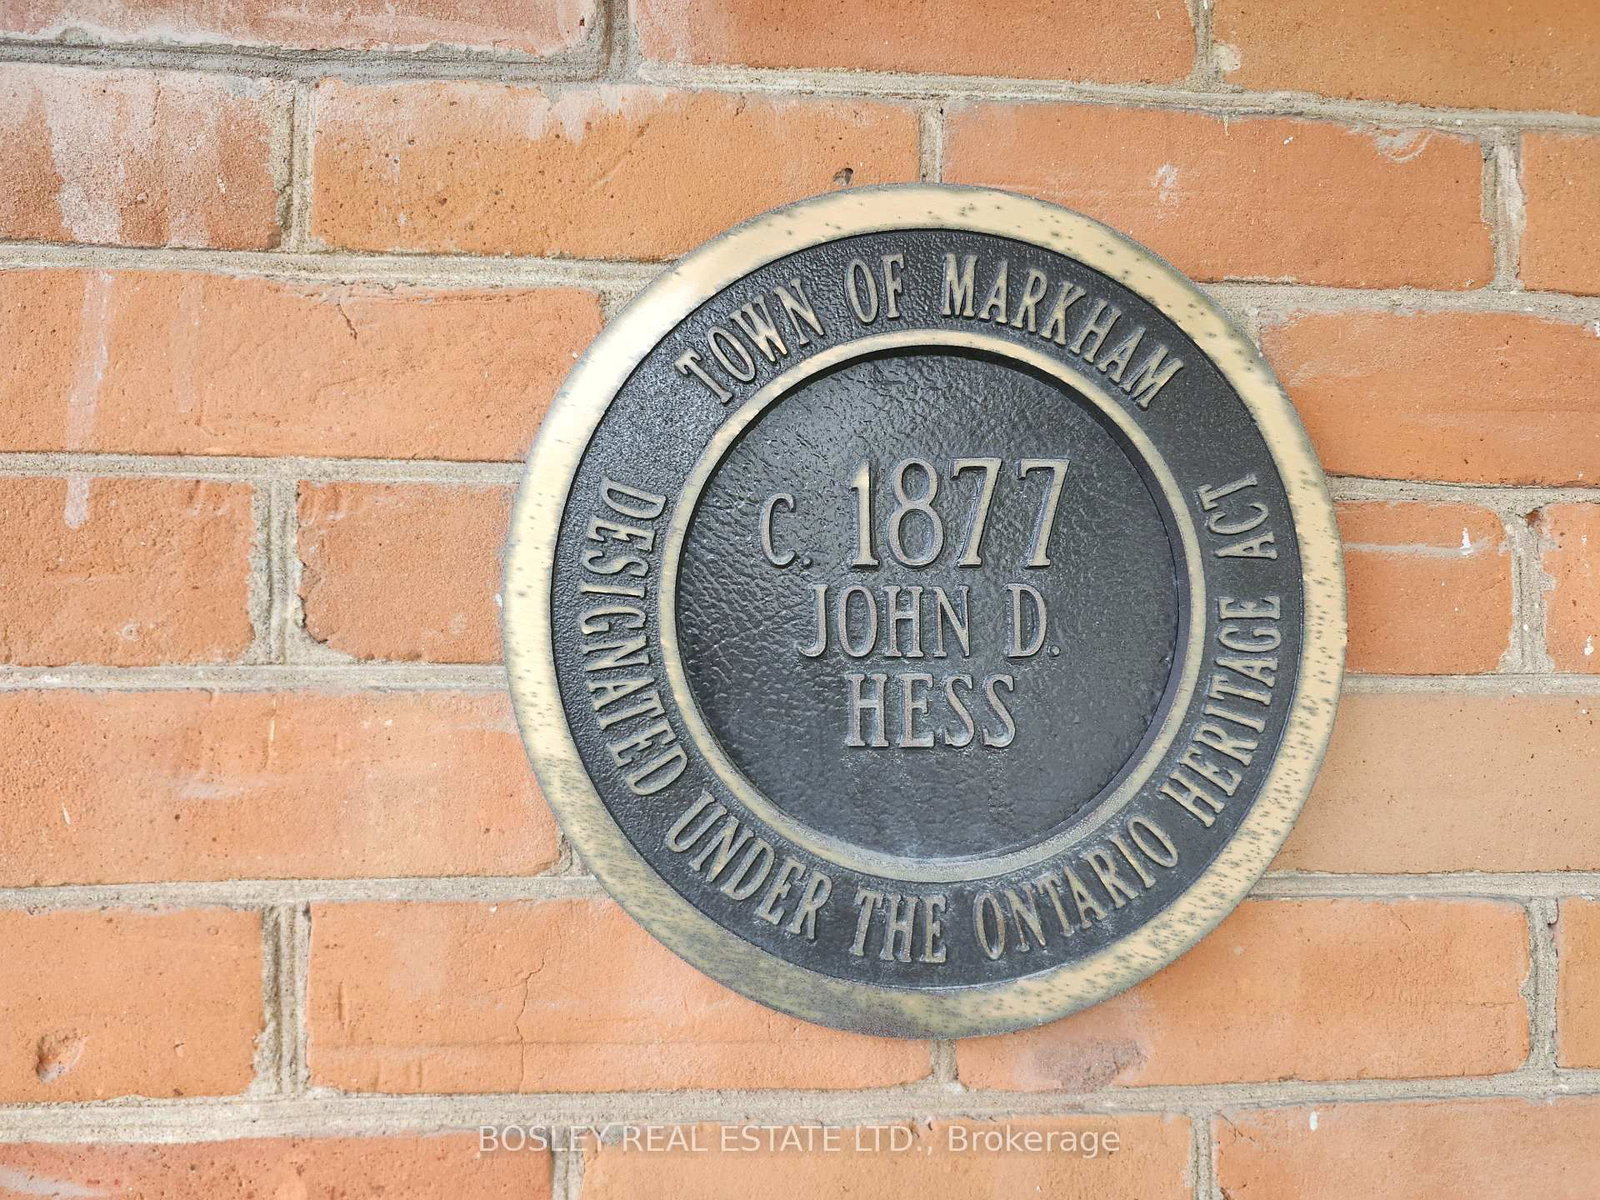 TOWN OF MARKHAM
C. 1877
JOHN D.
HESS
DESIGNATED UNDER THE ONTARIO HERITAGE ACT
BOSLEY REAL ESTATE LTD., Brokerage